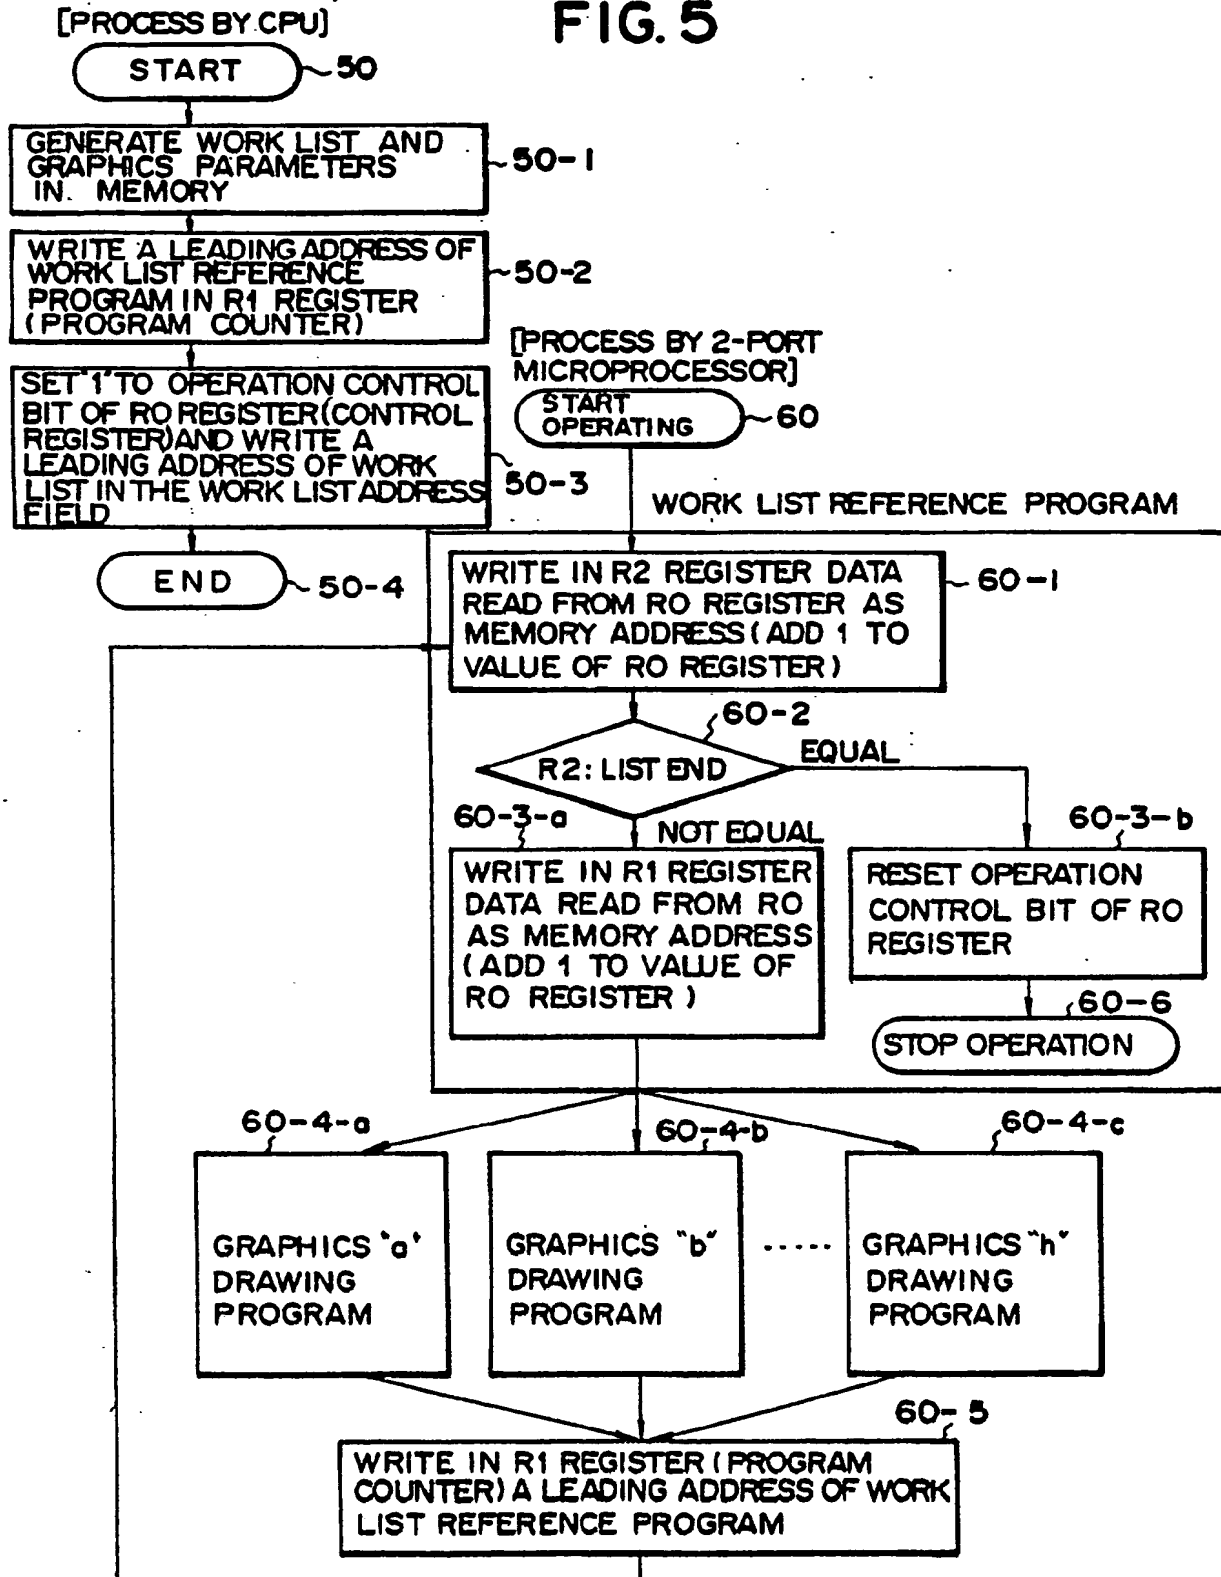 FIG. 5
[PROCESS BY CPU]
START
50
GENERATE WORK LIST AND
GRAPHICS PARAMETERS
IN. MEMORY
50-1
WRITE A LEADING ADDRESS OF
WORK LIST REFERENCE
PROGRAM IN R1 REGISTER
(PROGRAM COUNTER)
50-2
SET "1" TO OPERATION CONTROL
BIT OF RO REGISTER(CONTROL
REGISTER)AND WRITE A
LEADING ADDRESS OF WORK
LIST IN THE WORK LIST ADDRESS
FIELD
50-3
END
50-4
[PROCESS BY 2-PORT
MICROPROCESSOR]
START
OPERATING
60
WORK LIST REFERENCE PROGRAM
WRITE IN R2 REGISTER DATA
READ FROM RO REGISTER AS
MEMORY ADDRESS (ADD 1 TO
VALUE OF RO REGISTER)
60-1
60-2
R2: LIST END
EQUAL
NOT EQUAL
60-3-a
WRITE IN R1 REGISTER
DATA READ FROM RO
AS MEMORY ADDRESS
(ADD 1 TO VALUE OF
RO REGISTER)
60-3-b
RESET OPERATION
CONTROL BIT OF RO
REGISTER
60-6
STOP OPERATION
60-4-a
GRAPHICS "a"
DRAWING
PROGRAM
60-4-b
GRAPHICS "b"
DRAWING
PROGRAM
.....
60-4-c
GRAPHICS "h"
DRAWING
PROGRAM
60-5
WRITE IN R1 REGISTER (PROGRAM
COUNTER) A LEADING ADDRESS OF WORK
LIST REFERENCE PROGRAM